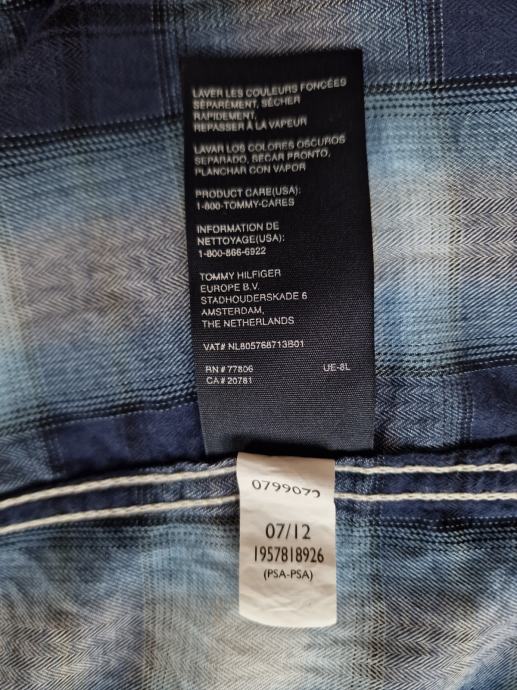 LAVER LES COULEURS FONCÉES
SÉPARÉMENT, SÉCHER
RAPIDEMENT,
REPASSER À LA VAPEUR
LAVAR LOS COLORES OSCUROS
SEPARADO, SECAR PRONTO,
PLANCHAR CON VAPOR
PRODUCT CARE(USA):
1-800-TOMMY-CARES
INFORMATION DE
NETTOYAGE(USA):
1-800-866-6922
TOMMY HILFIGER
EUROPE B.V.
STADHOUDERSKADE 6
AMSTERDAM,
THE NETHERLANDS
VAT# NL805768713B01
RN # 77806 UE-8L
CA # 20781
0799072
07/12
1957818926
(PSA-PSA)